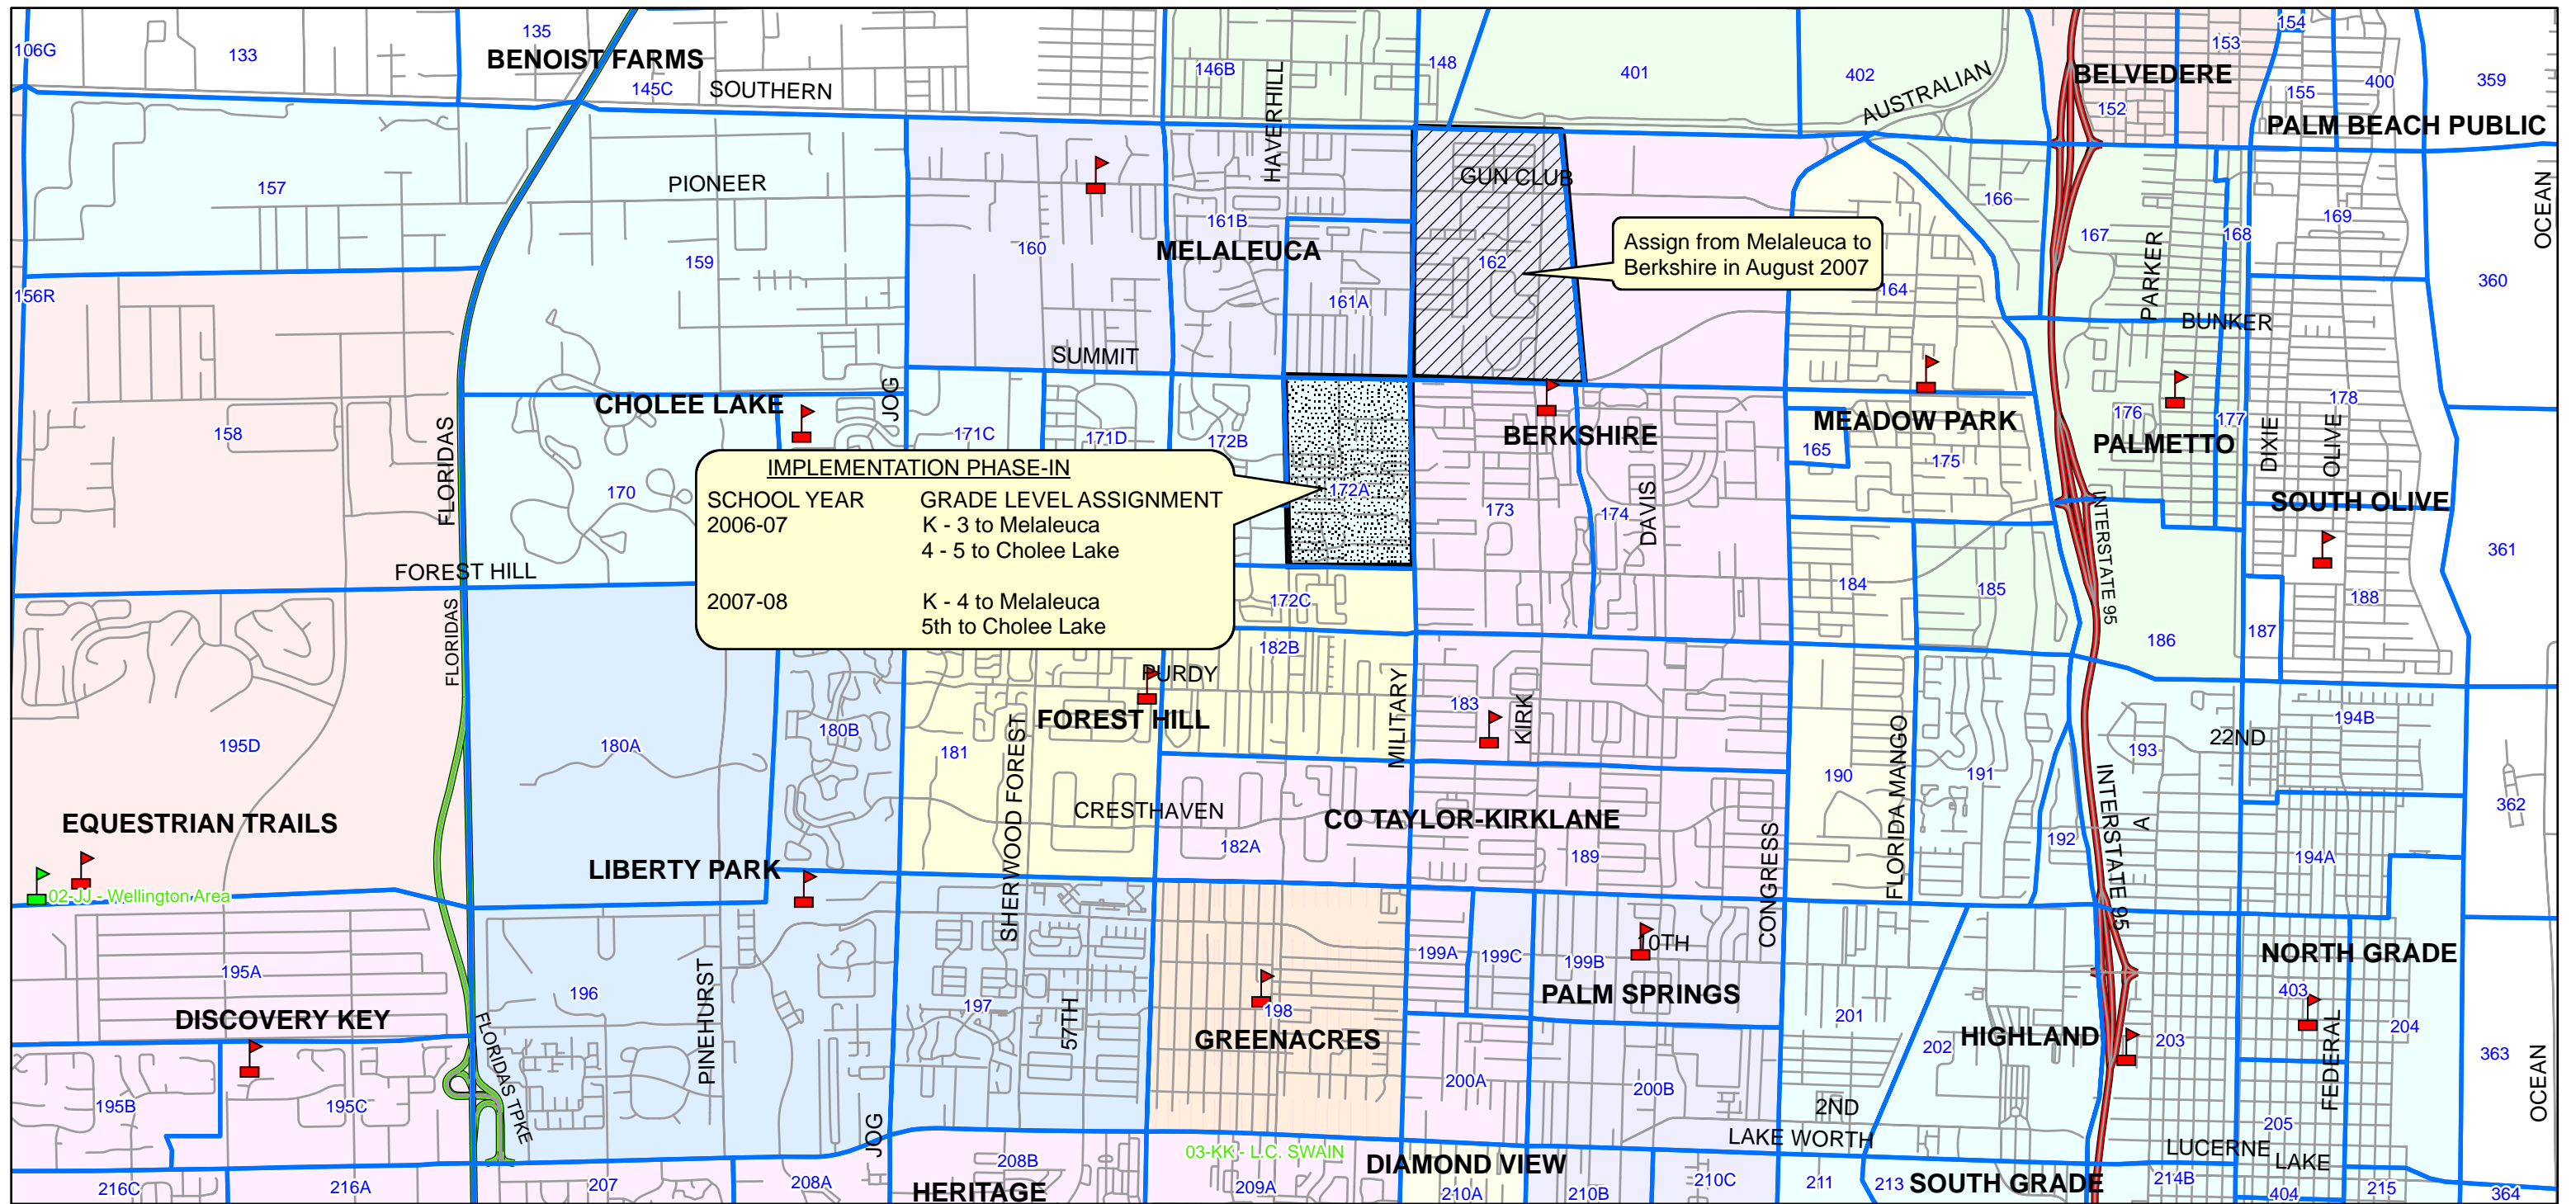 106G
133
135
BENOIST FARMS
145C
SOUTHERN
146B
HAVERHILL
148
401
402
AUSTRALIAN
BELVEDERE
152
153
154
155
400
359
PALM BEACH PUBLIC
157
PIONEER
159
160
161B
MELALEUCA
161A
GUN CLUB
162
Assign from Melaleuca to
Berkshire in August 2007
164
166
167
PARKER
168
169
OCEAN
360
156R
158
FLORIDAS
CHOLEE LAKE
JOG
SUMMIT
171C
171D
172B
172A
BERKSHIRE
173
174
DAVIS
MEADOW PARK
165
175
BUNKER
176
177
PALMETTO
DIXIE
OLIVE
178
SOUTH OLIVE
170
IMPLEMENTATION PHASE-IN
SCHOOL YEAR GRADE LEVEL ASSIGNMENT
2006-07 K - 3 to Melaleuca
4 - 5 to Cholee Lake
2007-08 K - 4 to Melaleuca
5th to Cholee Lake
FOREST HILL
FLORIDAS
172C
182B
PURDY
FOREST HILL
184
185
INTERSTATE 95
186
187
188
361
195D
180A
180B
181
SHERWOOD FOREST
CRESTHAVEN
MILITARY
183
KIRK
CO TAYLOR-KIRKLANE
182A
189
CONGRESS
190
FLORIDA MANGO
191
192
193
22ND
A
INTERSTATE 95
194B
194A
362
EQUESTRIAN TRAILS
02-JJ - Wellington Area
LIBERTY PARK
195A
DISCOVERY KEY
195B
195C
FLORIDAS TPKE
196
PINEHURST
JOG
197
57TH
198
GREENACRES
199A
199C
199B
10TH
PALM SPRINGS
200A
200B
201
202
HIGHLAND
203
NORTH GRADE
403
FEDERAL
204
363
OCEAN
2ND
LAKE WORTH
205
LUCERNE
LAKE
216C
216A
207
208A
208B
HERITAGE
03-KK - L.C. SWAIN
209A
DIAMOND VIEW
210A
210B
210C
211
213
SOUTH GRADE
214B
404
215
364